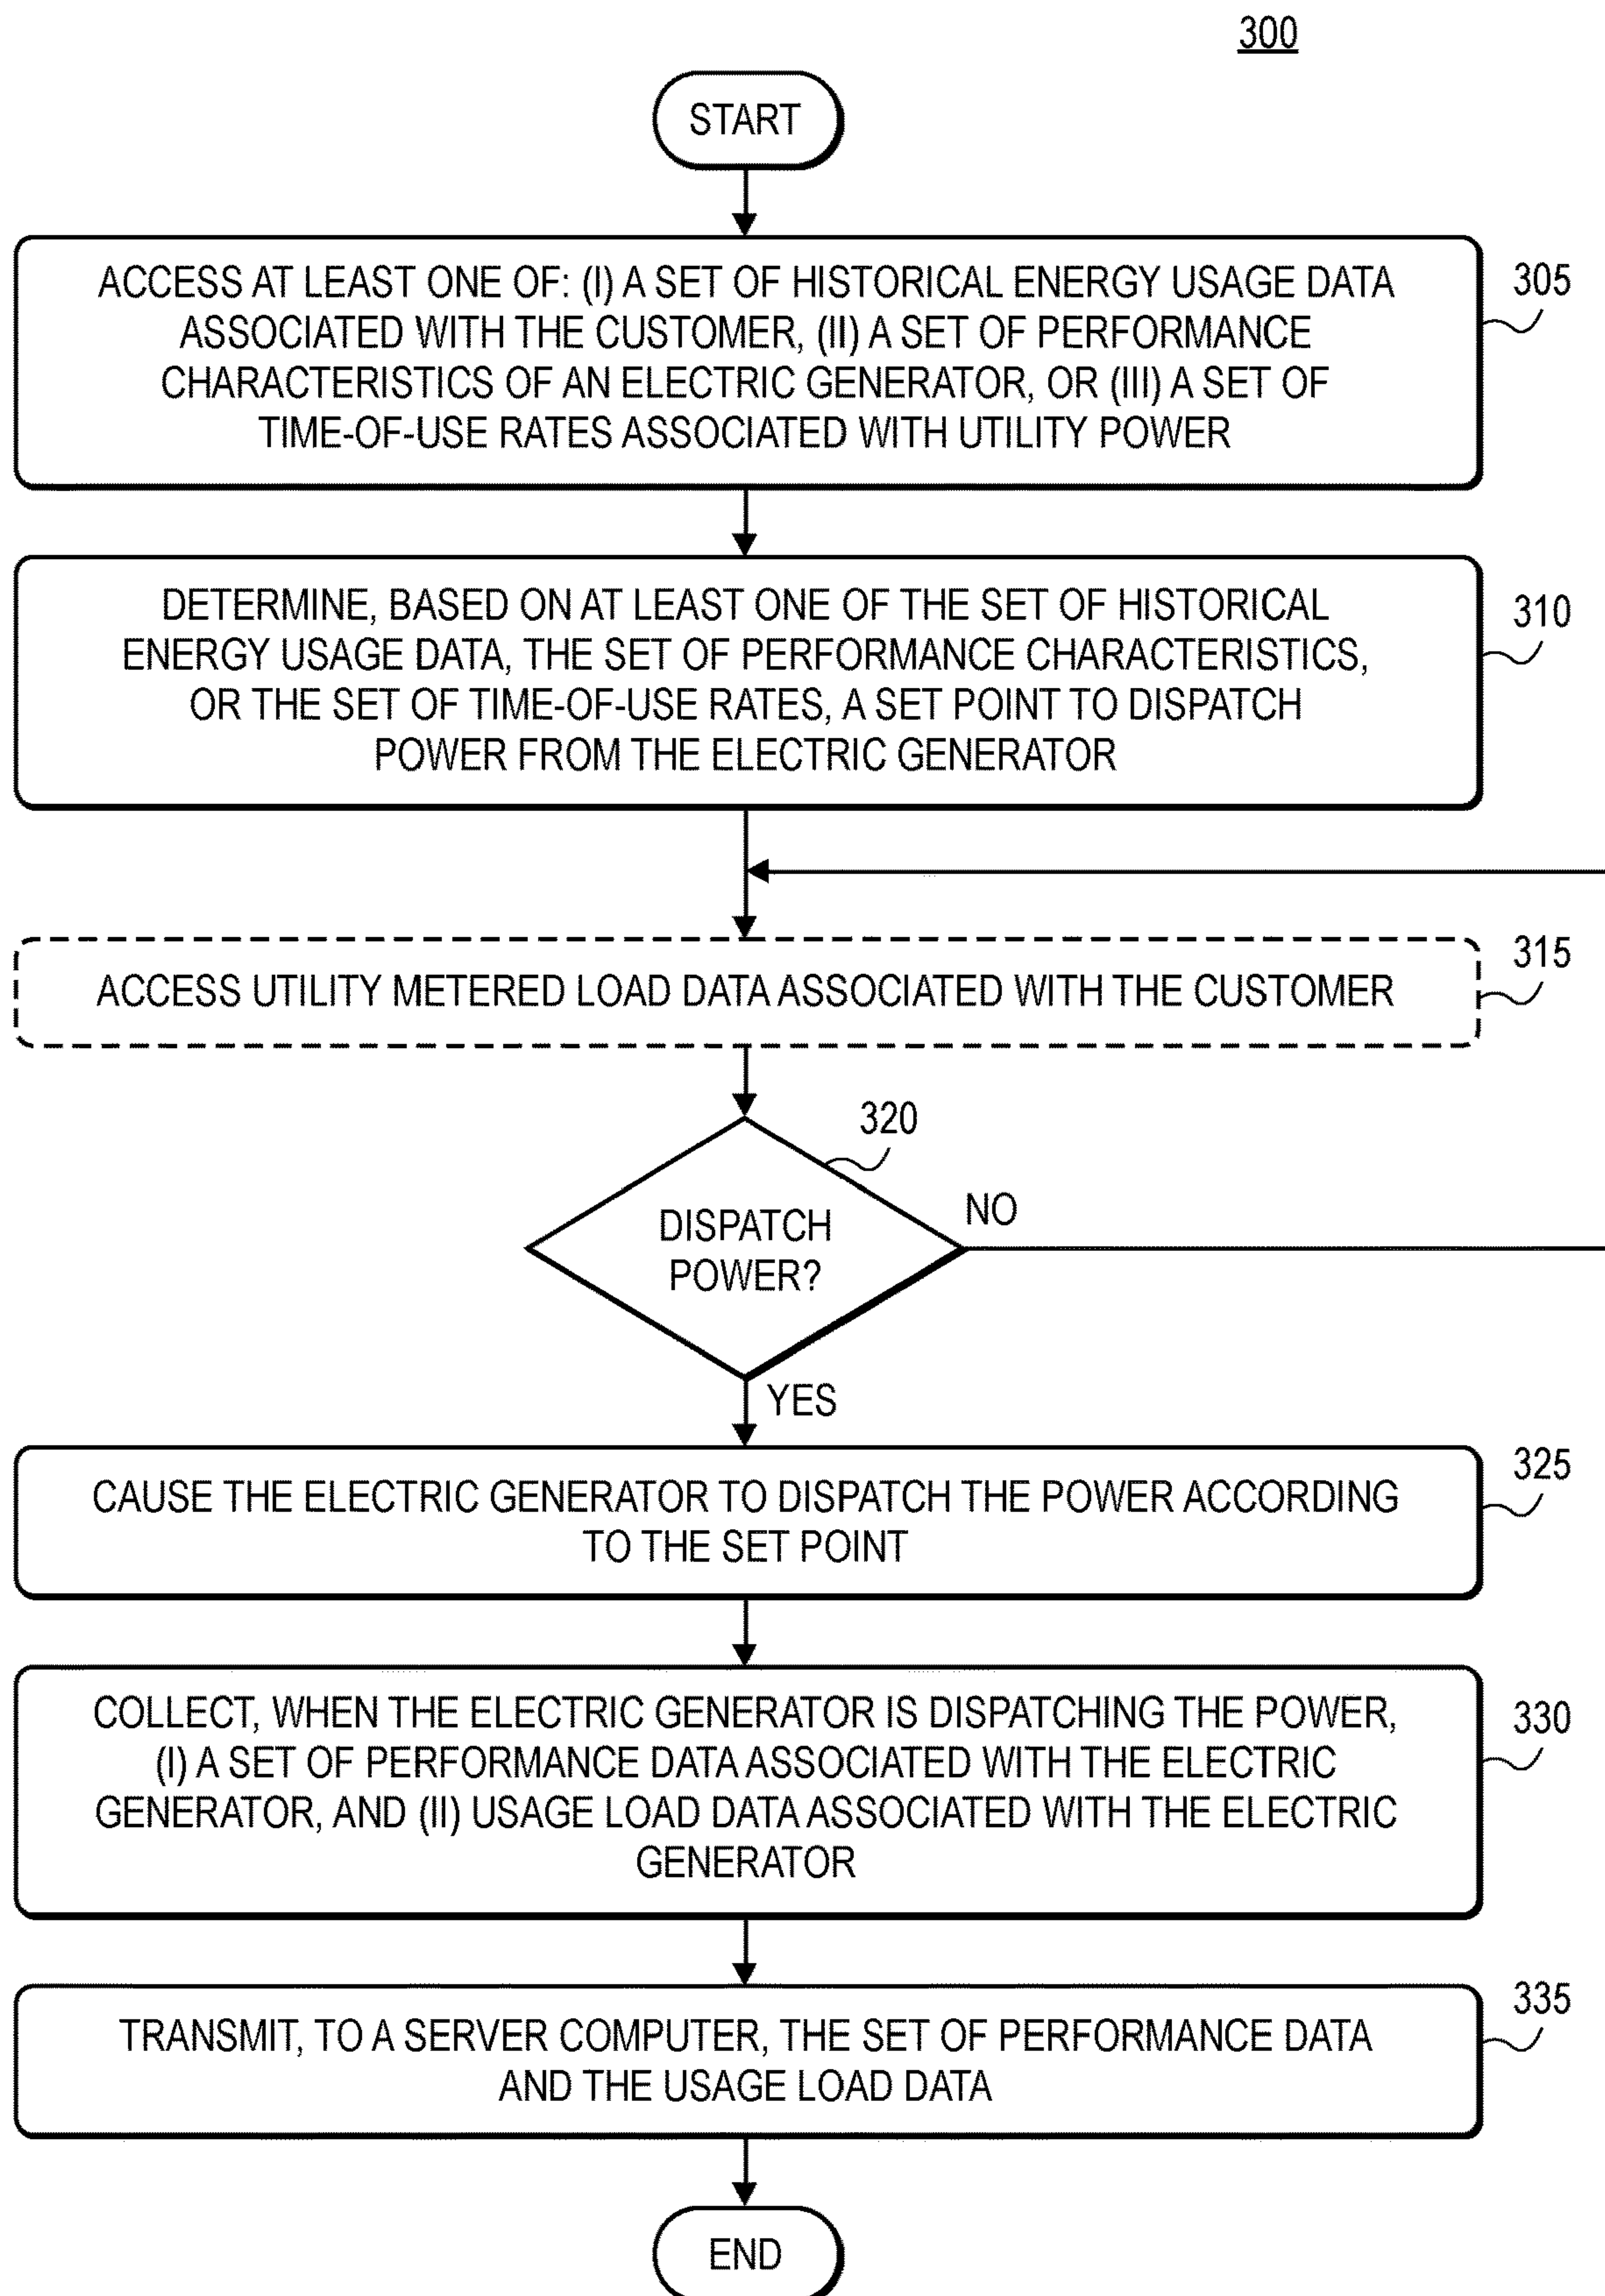 300
START
ACCESS AT LEAST ONE OF: (I) A SET OF HISTORICAL ENERGY USAGE DATA
ASSOCIATED WITH THE CUSTOMER, (II) A SET OF PERFORMANCE
CHARACTERISTICS OF AN ELECTRIC GENERATOR, OR (III) A SET OF
TIME-OF-USE RATES ASSOCIATED WITH UTILITY POWER
305
DETERMINE, BASED ON AT LEAST ONE OF THE SET OF HISTORICAL
ENERGY USAGE DATA, THE SET OF PERFORMANCE CHARACTERISTICS,
OR THE SET OF TIME-OF-USE RATES, A SET POINT TO DISPATCH
POWER FROM THE ELECTRIC GENERATOR
310
ACCESS UTILITY METERED LOAD DATA ASSOCIATED WITH THE CUSTOMER
315
320
DISPATCH
POWER?
NO
YES
CAUSE THE ELECTRIC GENERATOR TO DISPATCH THE POWER ACCORDING
TO THE SET POINT
325
COLLECT, WHEN THE ELECTRIC GENERATOR IS DISPATCHING THE POWER,
(I) A SET OF PERFORMANCE DATA ASSOCIATED WITH THE ELECTRIC
GENERATOR, AND (II) USAGE LOAD DATA ASSOCIATED WITH THE ELECTRIC
GENERATOR
330
TRANSMIT, TO A SERVER COMPUTER, THE SET OF PERFORMANCE DATA
AND THE USAGE LOAD DATA
335
END